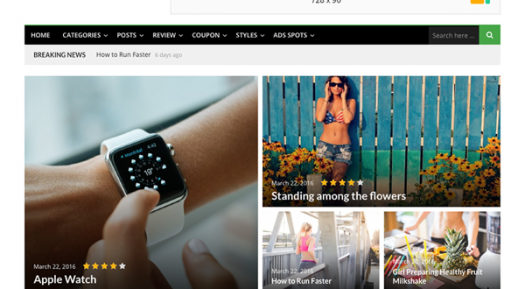 728 x 90
HOME CATEGORIES POSTS REVIEW COUPON STYLES ADS SPOTS Search here ...
BREAKING NEWS How to Run Faster 6 days ago
March 22, 2016
Standing among the flowers
March 22, 2016
Apple Watch
March 22, 2016
How to Run Faster
March 22, 2016
Girl Preparing Healthy Fruit
Milkshake